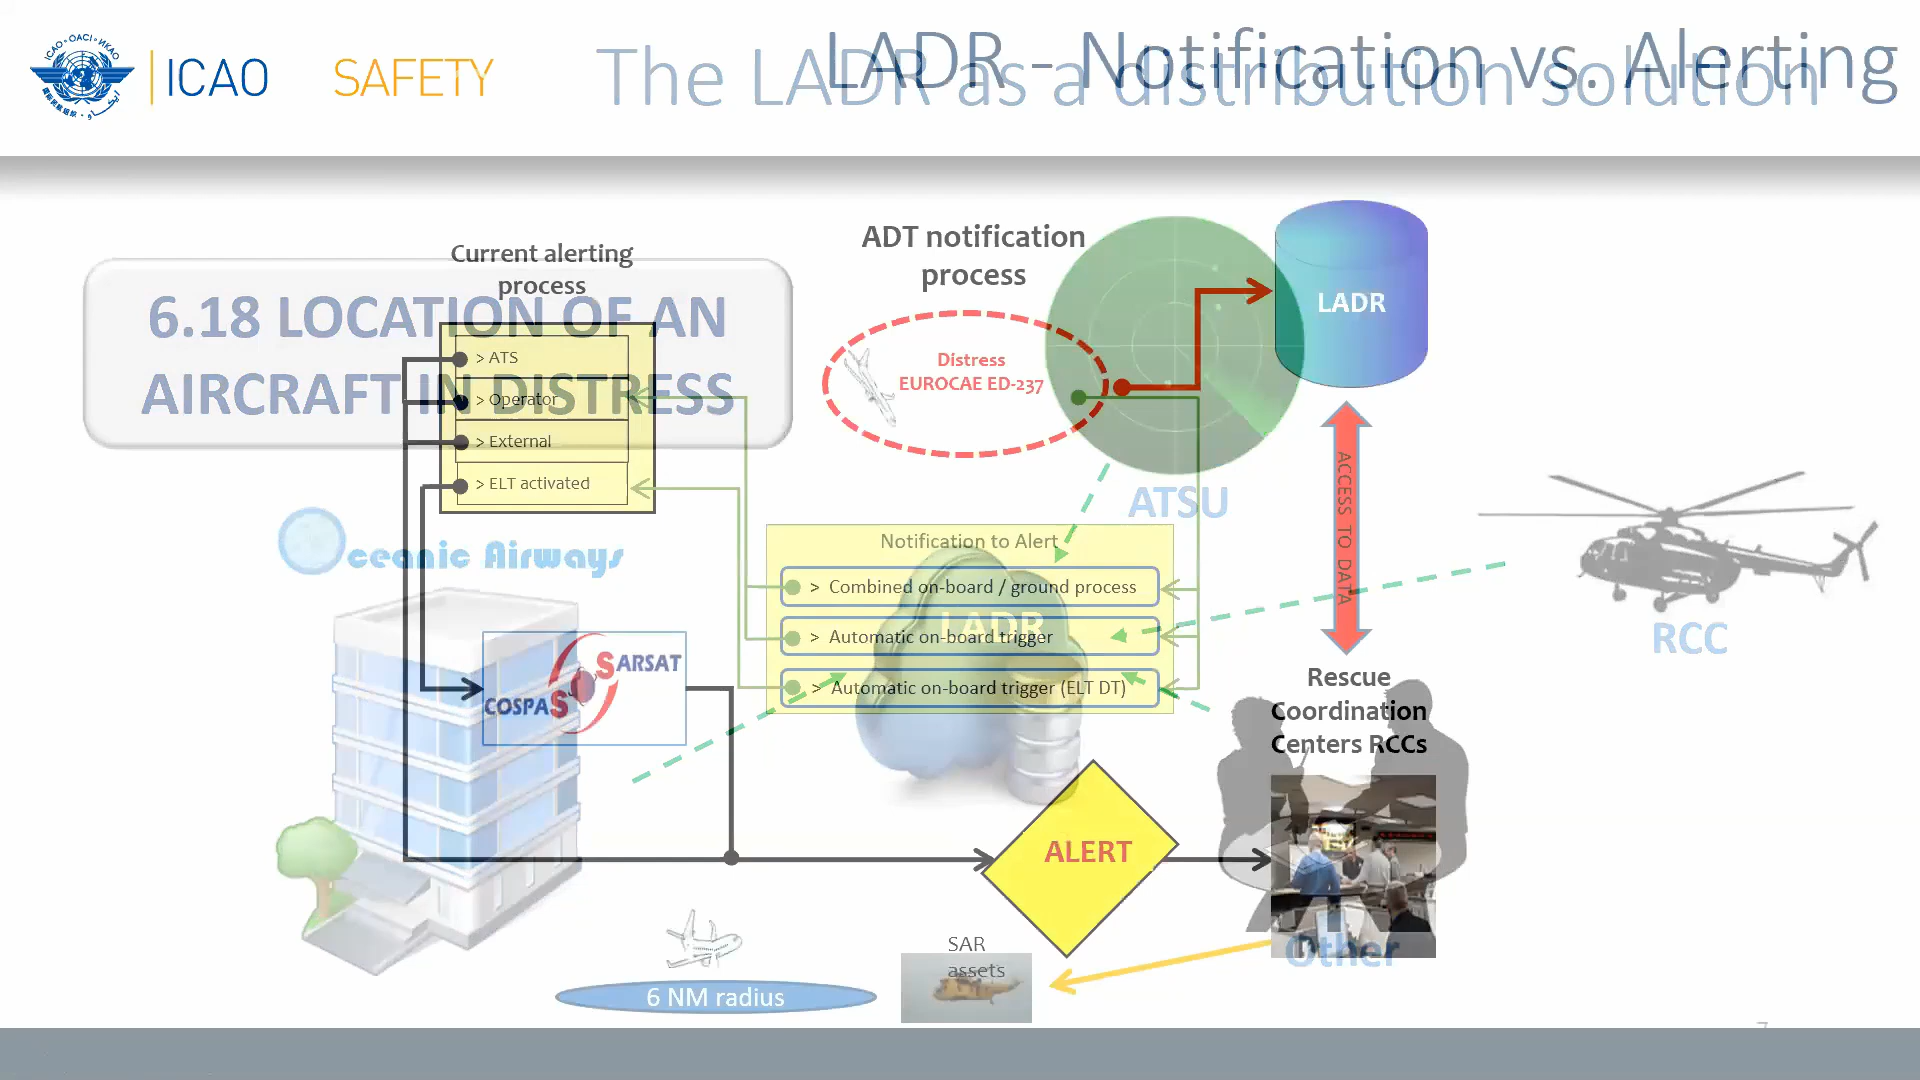 ICAO SAFETY
The LADR as a distribution solution
LADR - Notification vs. Alerting
6.18 LOCATION OF AN
AIRCRAFT IN DISTRESS
Current alerting
process
> ATS
> Operator
> External
> ELT activated
ADT notification
process
Distress
EUROCAE ED-237
LADR
ATSU
ACCESS TO DATA
Oceanic Airways
COSPAS SARSAT
Notification to Alert
> Combined on-board / ground process
> Automatic on-board trigger
> Automatic on-board trigger (ELT DT)
LADR
RCC
Rescue
Coordination
Centers RCCs
ALERT
Other
SAR
assets
6 NM radius
7